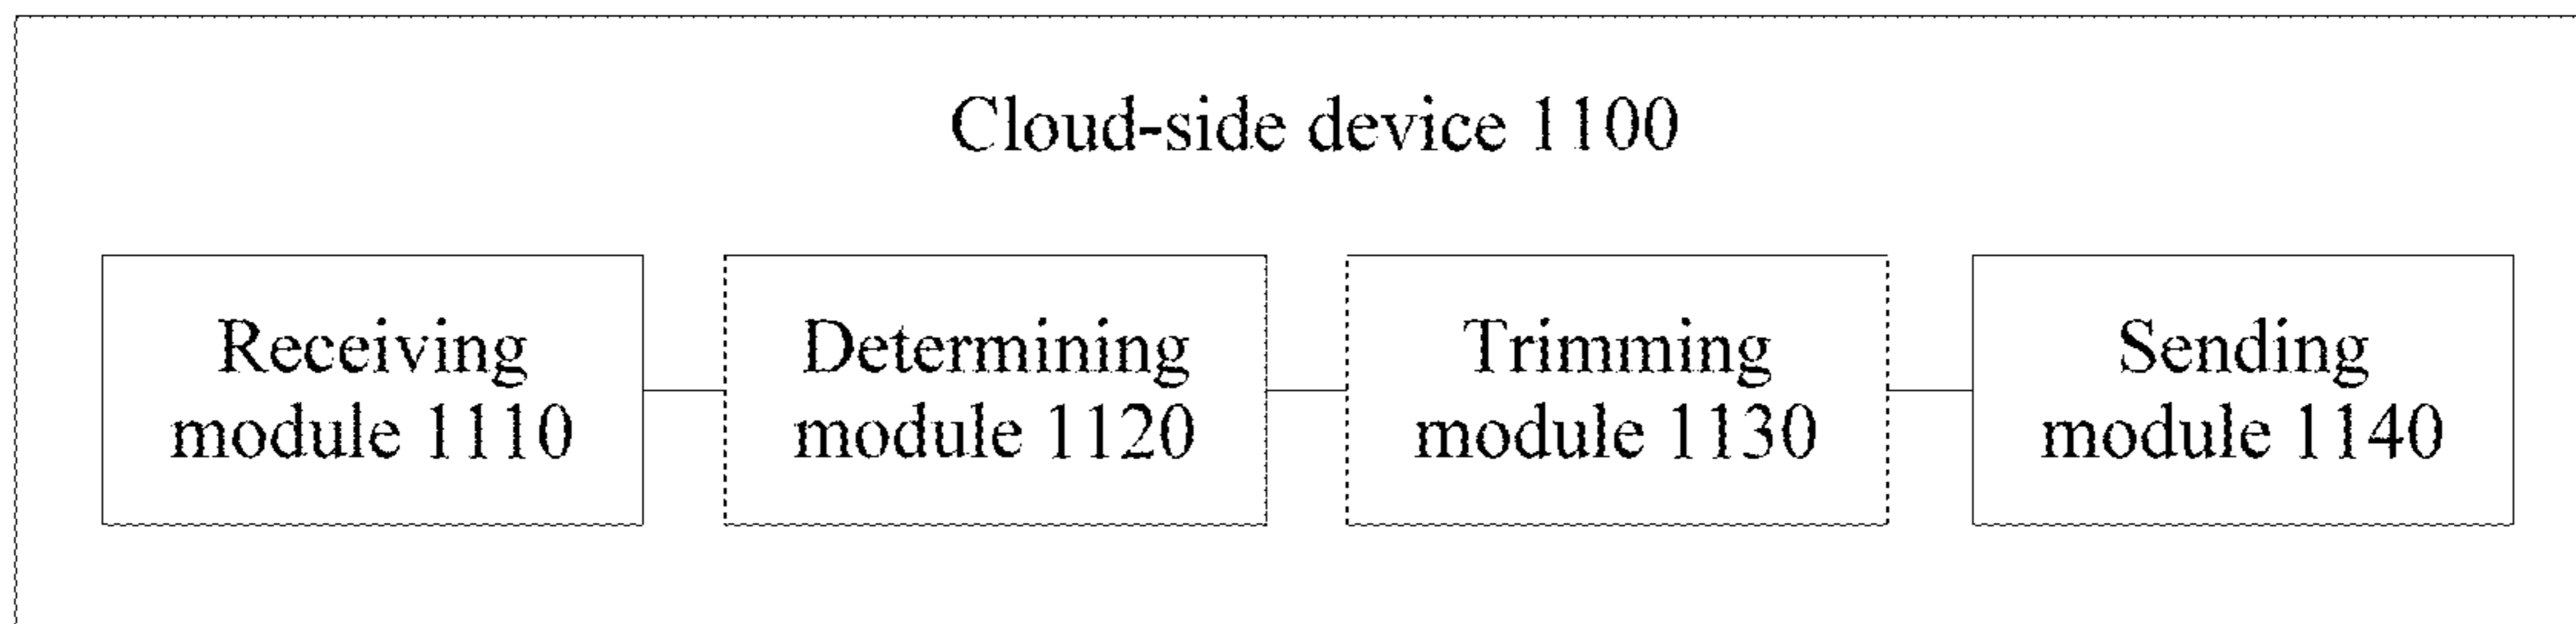 Cloud-side device 1100
Receiving
module 1110
Determining
module 1120
Trimming
module 1130
Sending
module 1140